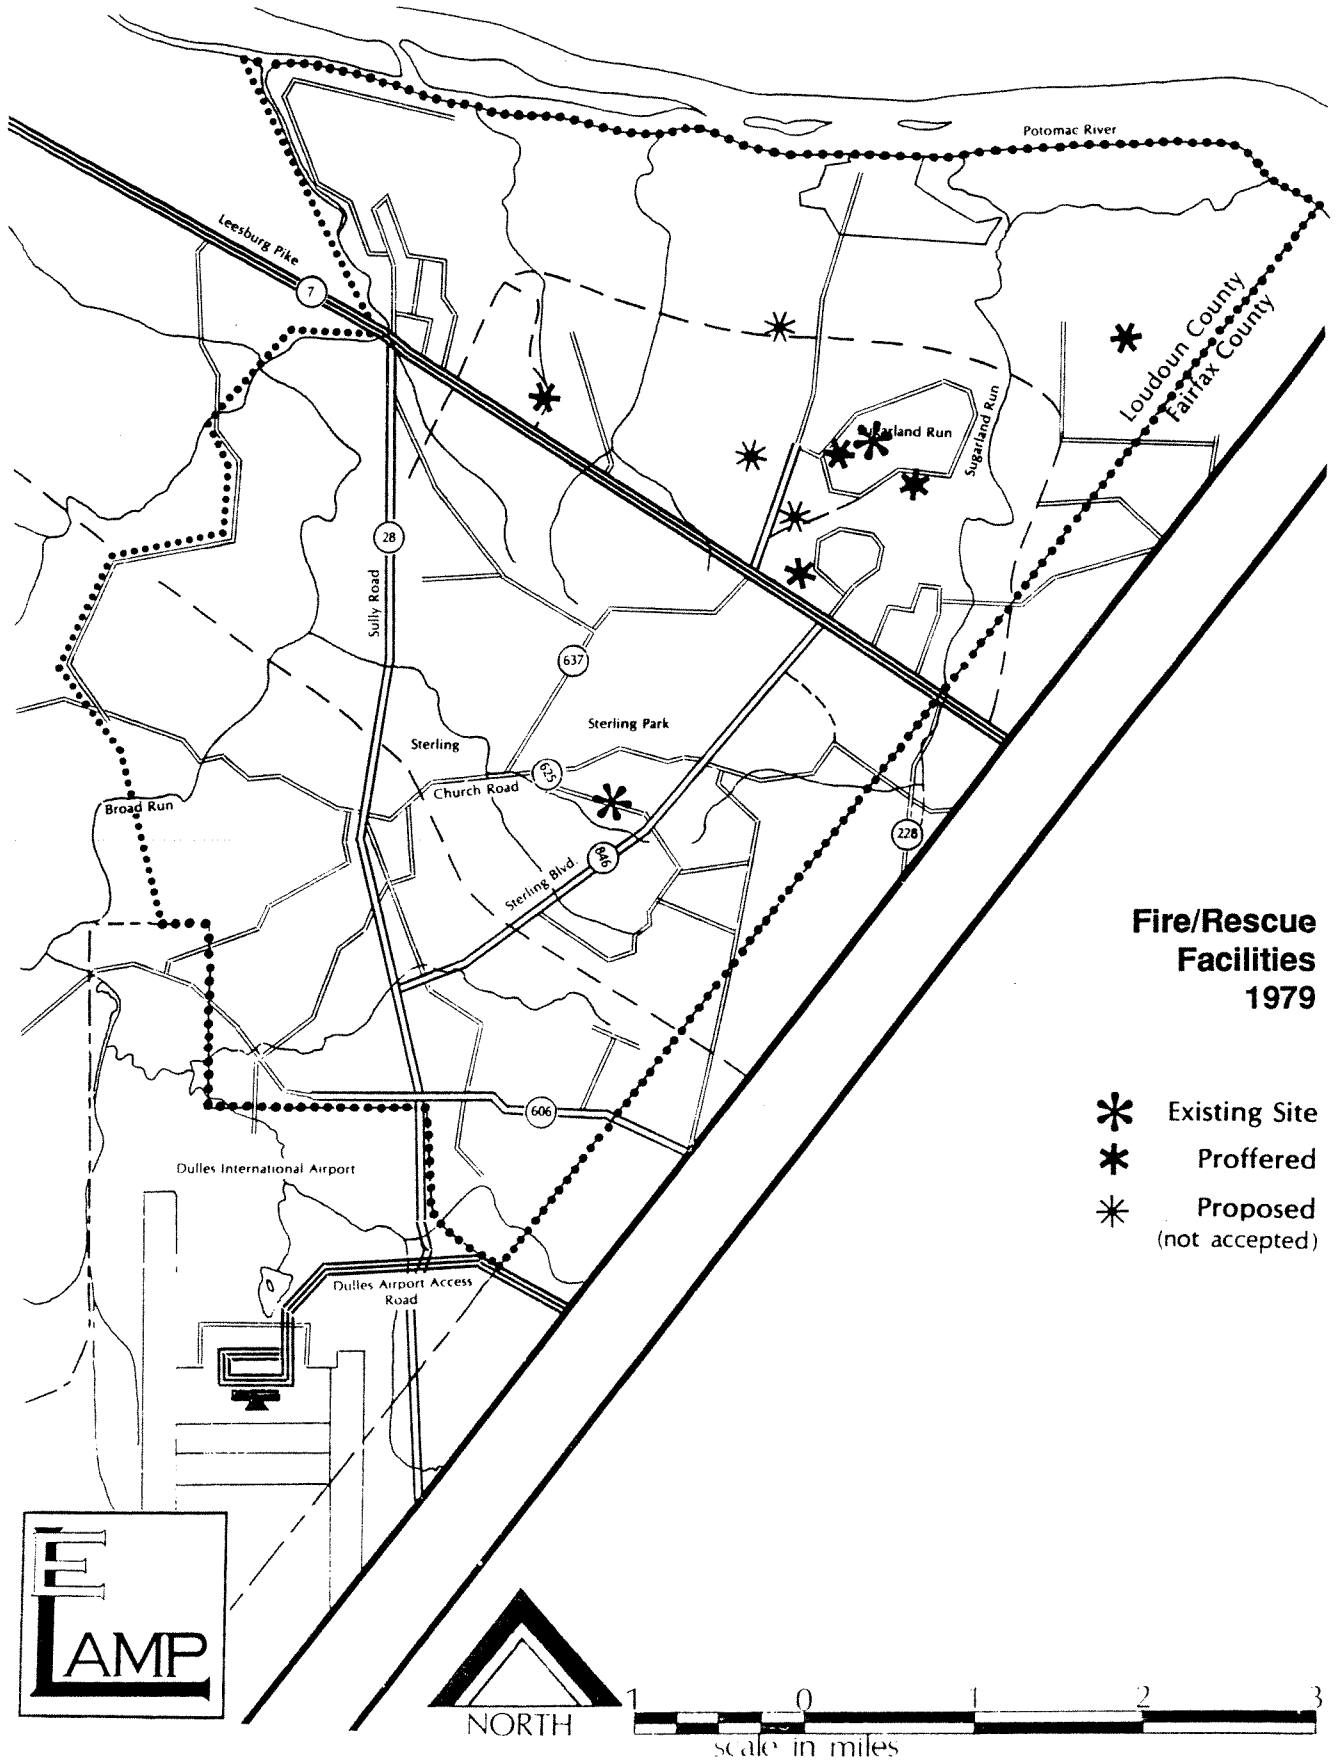 Potomac River
Leesburg Pike
7
Loudoun County
Fairfax County
Sugarland Run
Sugarland Run
28
Sully Road
637
Sterling Park
Sterling
625
Church Road
Broad Run
846
Sterling Blvd.
228
Fire/Rescue
Facilities
1979
Existing Site
Proffered
Proposed
(not accepted)
606
Dulles International Airport
Dulles Airport Access
Road
E
LAMP
NORTH
1 0 1 2 3
scale in miles